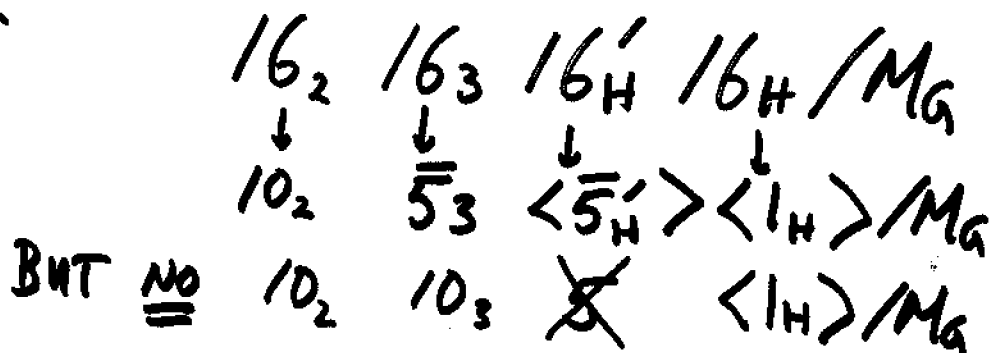 16₂ 16₃ 16'_H 16_H /M_G
↓ ↓ ↓ ↓
10₂ 5̅₃ <5̅'_H> <1_H>/M_G
BUT NO 10₂ 10₃ 5 <1_H>/M_G